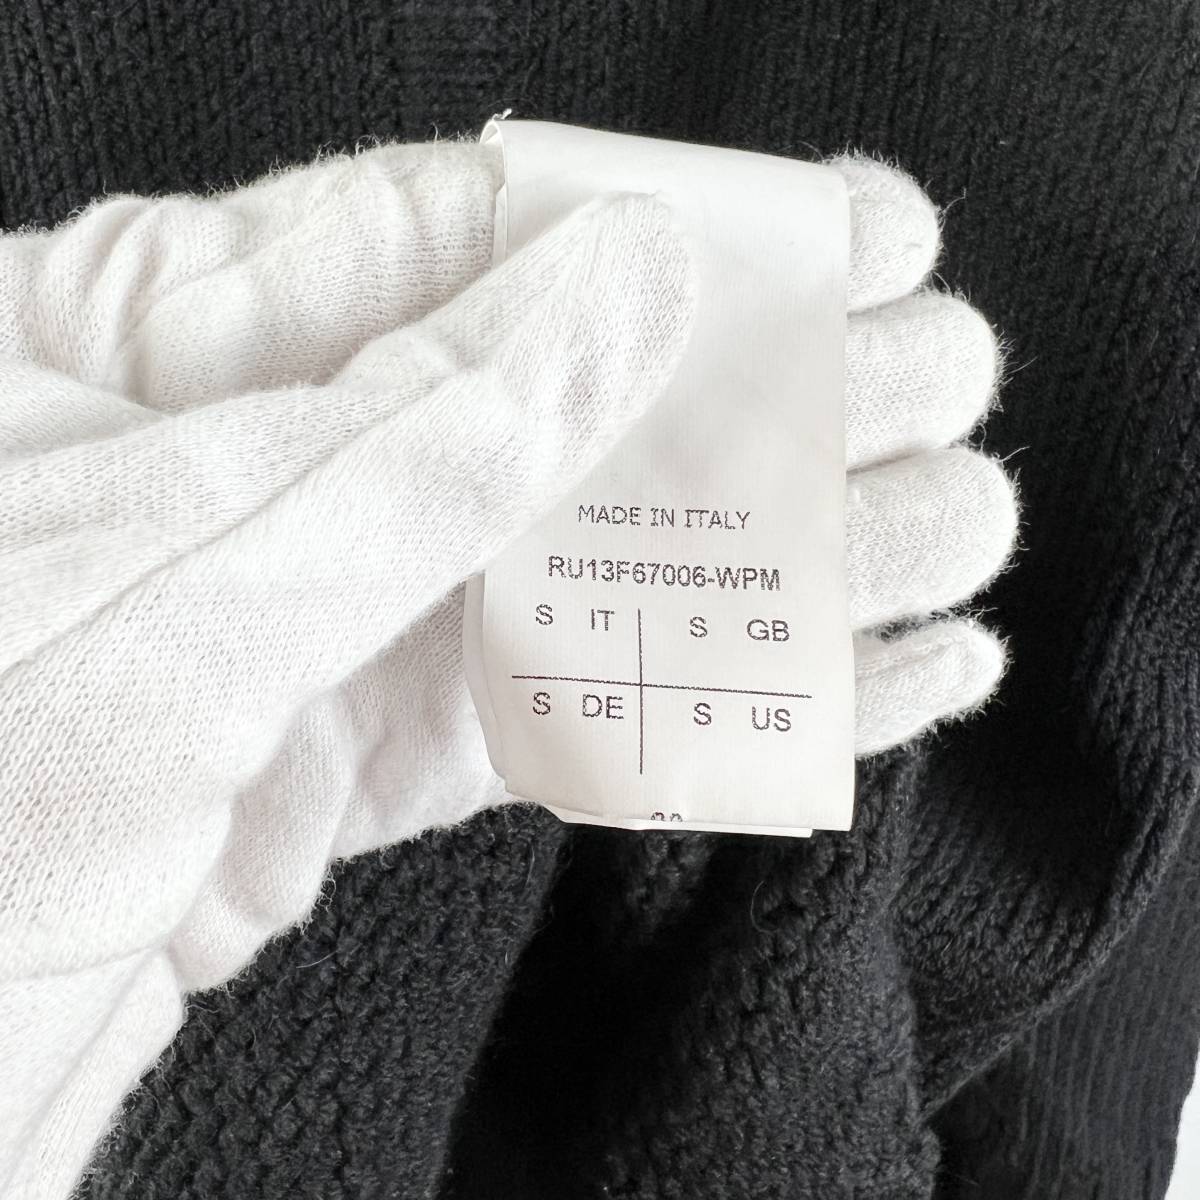 MADE IN ITALY
RU13F67006-WPM
S IT S GB
S DE S US